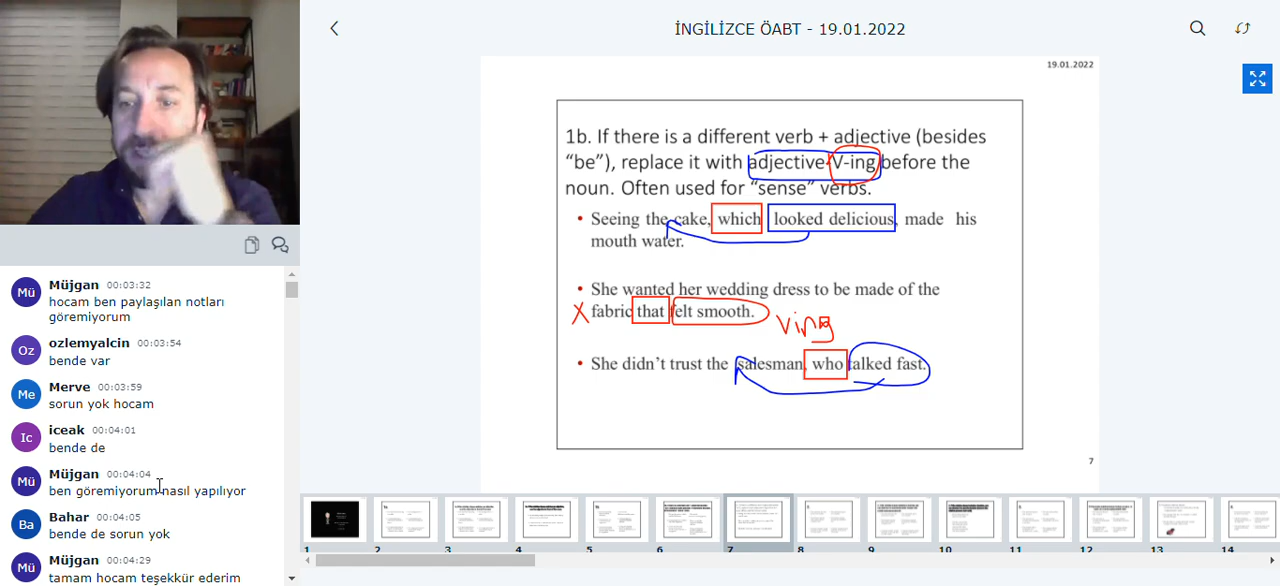 İNGİLİZCE ÖABT - 19.01.2022
19.01.2022
1b. If there is a different verb + adjective (besides
“be”), replace it with adjective-V-ing before the
noun. Often used for “sense” verbs.
• Seeing the cake, which looked delicious, made his
mouth water.
• She wanted her wedding dress to be made of the
X fabric that felt smooth.
Ving
• She didn’t trust the salesman, who talked fast.
7
Mü Müjgan 00:03:32
hocam ben paylaşılan notları
göremiyorum
Oz ozlemyalcin 00:03:54
bende var
Me Merve 00:03:59
sorun yok hocam
Ic iceak 00:04:01
bende de
Mü Müjgan 00:04:04
ben göremiyorum nasıl yapılıyor
Ba Bahar 00:04:05
bende de sorun yok
Mü Müjgan 00:04:29
tamam hocam teşekkür ederim
1 2 3 4 5 6 7 8 9 10 11 12 13 14